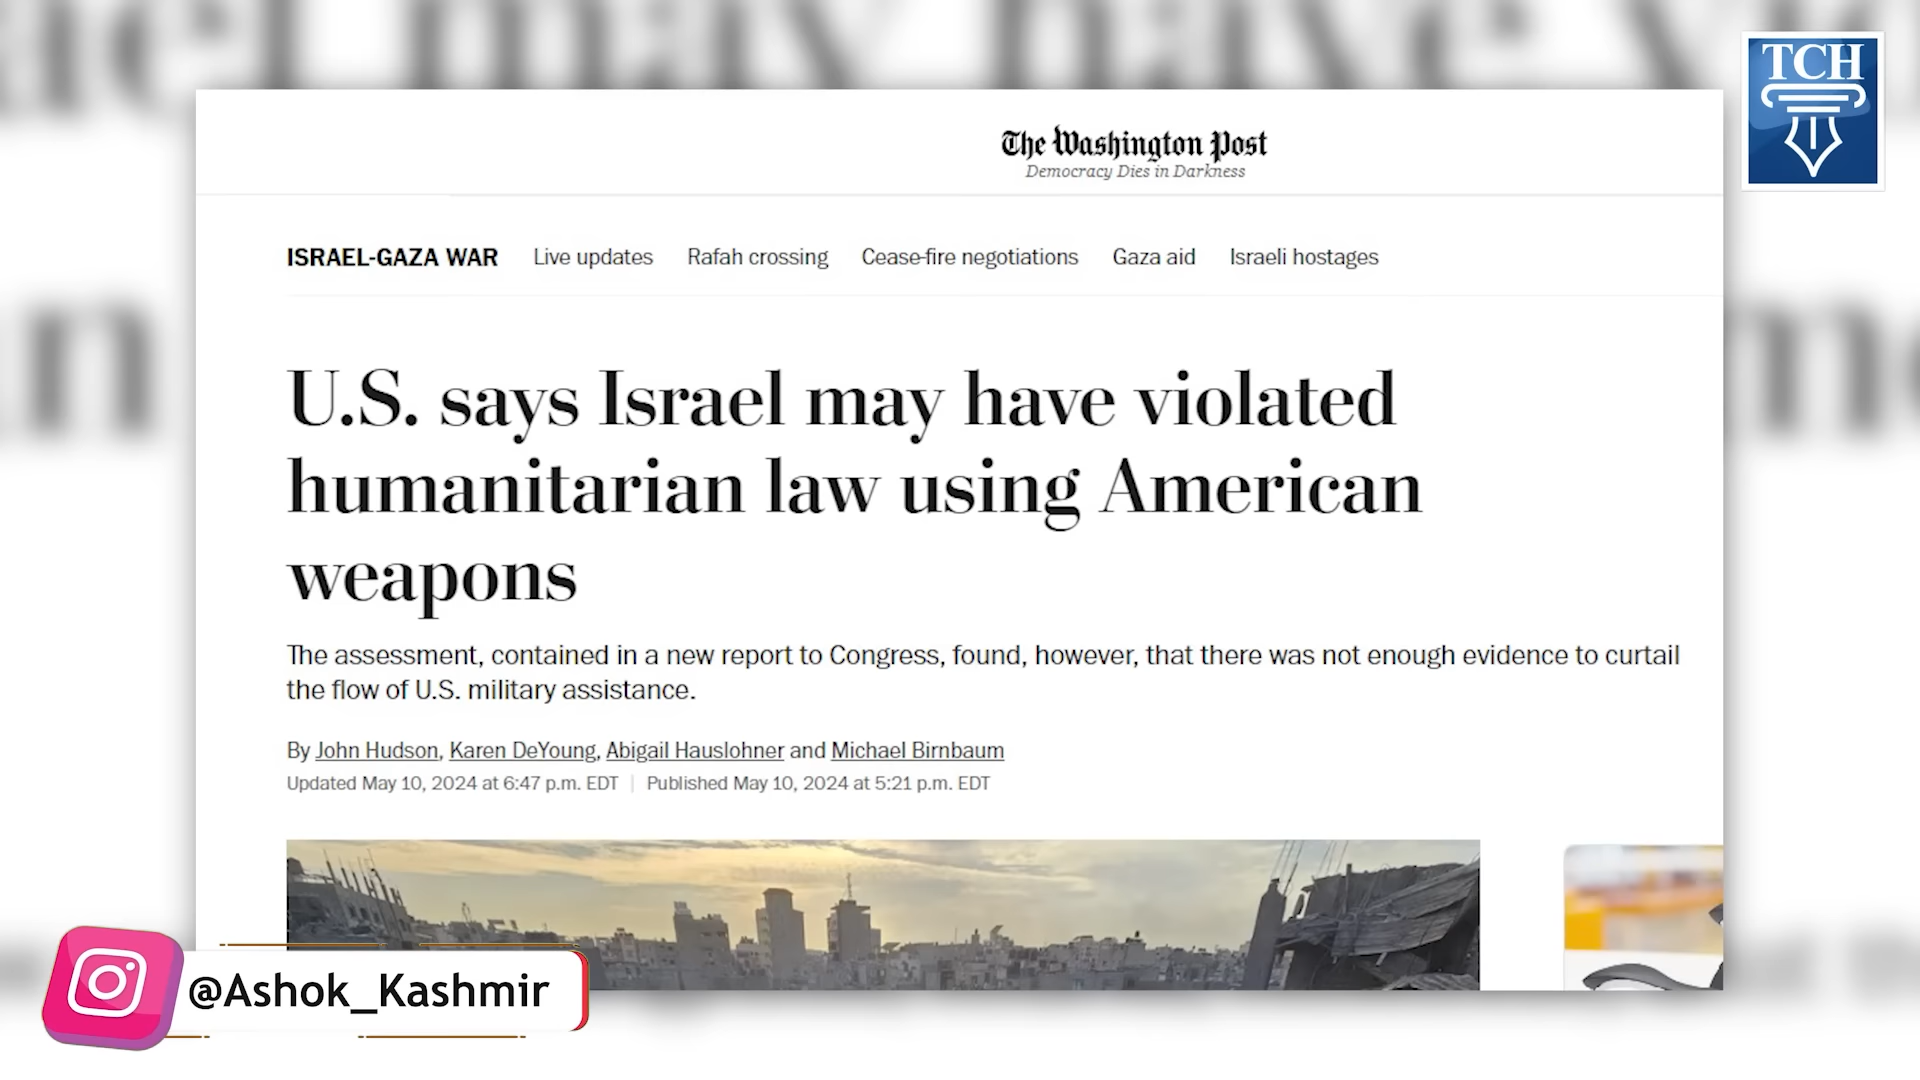 TCH
The Washington Post
Democracy Dies in Darkness
ISRAEL-GAZA WAR Live updates Rafah crossing Cease-fire negotiations Gaza aid Israeli hostages
U.S. says Israel may have violated
humanitarian law using American
weapons
The assessment, contained in a new report to Congress, found, however, that there was not enough evidence to curtail
the flow of U.S. military assistance.
By John Hudson, Karen DeYoung, Abigail Hauslohner and Michael Birnbaum
Updated May 10, 2024 at 6:47 p.m. EDT | Published May 10, 2024 at 5:21 p.m. EDT
@Ashok_Kashmir